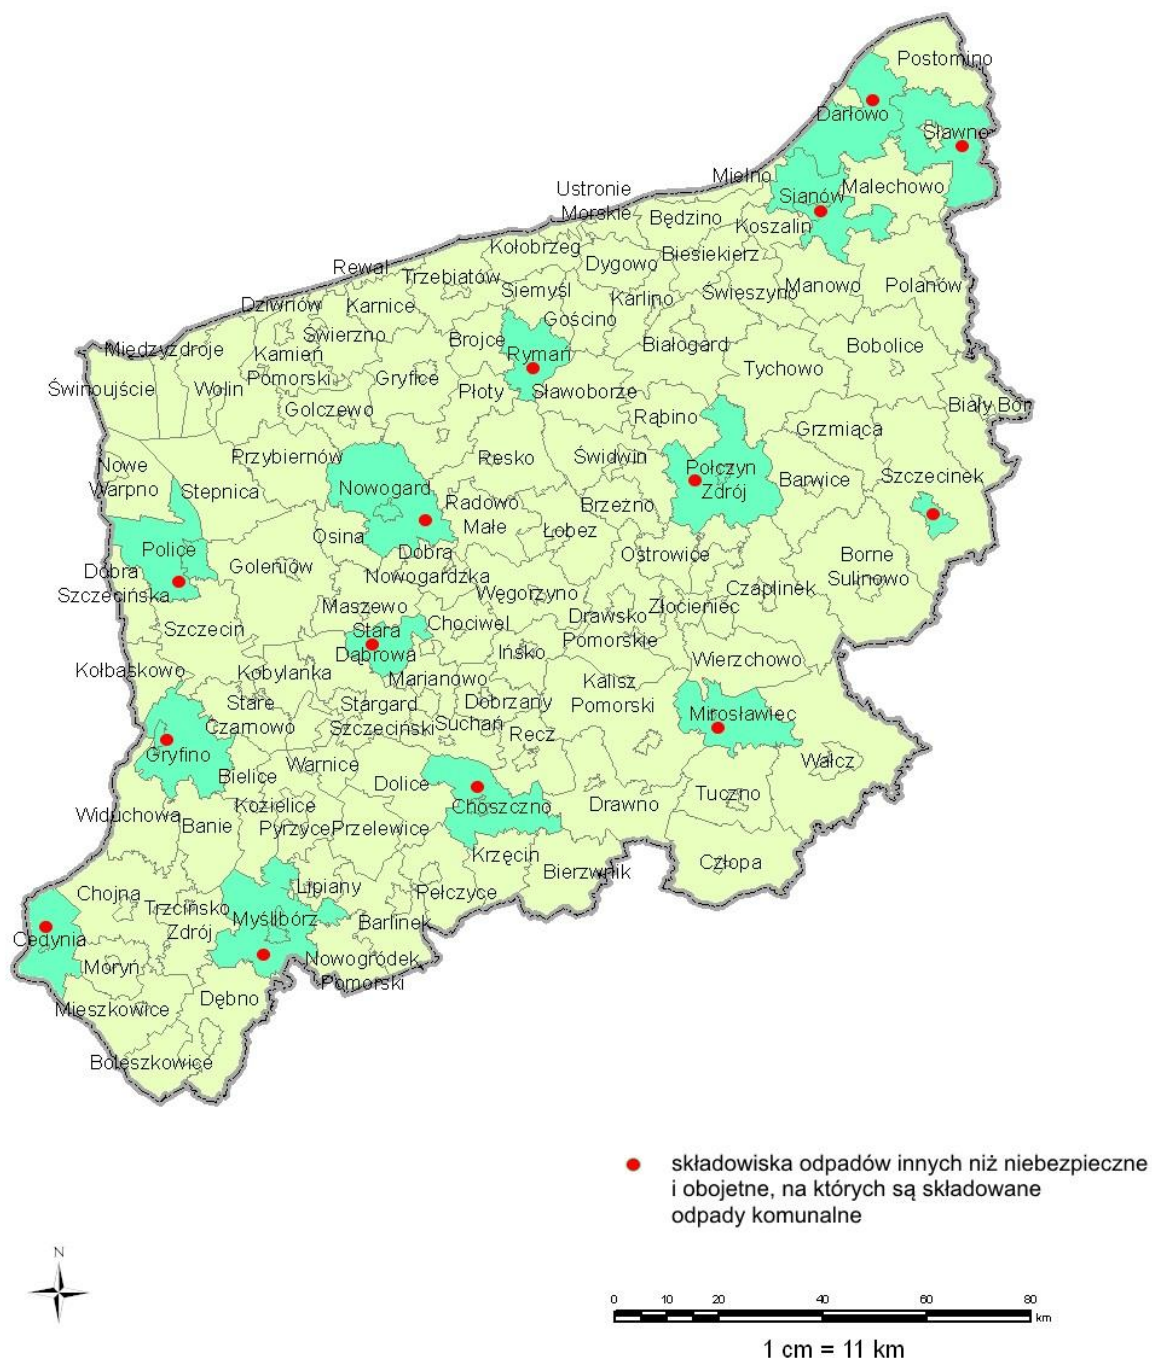 Postomino
Darłowo
Sławno
Mielno
Ustronie
Morskie
Sianów
Malechowo
Będzino
Koszalin
Kołobrzeg
Dygowo
Biesiekierz
Rewal
Trzebiatów
Siemyśl
Karlino
Świeszyno
Manowo
Polanów
Dziwnów
Karnice
Gościno
Świerzno
Brojce
Rymań
Białogard
Bobolice
Międzyzdroje
Kamień
Pomorski
Gryfice
Tychowo
Świnoujście
Wolin
Płoty
Sławoborze
Golczewo
Rąbino
Biały Bór
Grzmiąca
Przybiernów
Resko
Świdwin
Nowe
Warpno
Stepnica
Nowogard
Połczyn
Zdrój
Barwice
Szczecinek
Radowo
Małe
Brzeżno
Łobez
Osina
Police
Dobra
Nowogardzka
Ostrowice
Borne
Sulinowo
Goleniów
Dobra
Szczecińska
Węgorzyno
Czaplinek
Maszewo
Złocieniec
Drawsko
Pomorskie
Szczecin
Stara
Dąbrowa
Chociwel
Ińsko
Wierzchowo
Kołbaskowo
Kobylanka
Marianowo
Kalisz
Pomorski
Stare
Czarnowo
Stargard
Szczeciński
Dobrzany
Suchań
Mirosławiec
Recz
Gryfino
Wałcz
Bielice
Warnice
Dolice
Choszczno
Drawno
Tuczno
Widuchowa
Kozielice
Banie
Pyrzyce
Przelewice
Krzęcin
Człopa
Bierzwnik
Chojna
Lipiany
Pełczyce
Trzcińsko
Zdrój
Myślibórz
Barlinek
Cedynia
Moryń
Nowogródek
Pomorski
Mieszkowice
Dębno
Boleszkowice
składowiska odpadów innych niż niebezpieczne
i obojetne, na których są składowane
odpady komunalne
N
0 10 20 40 60 80
km
1 cm = 11 km